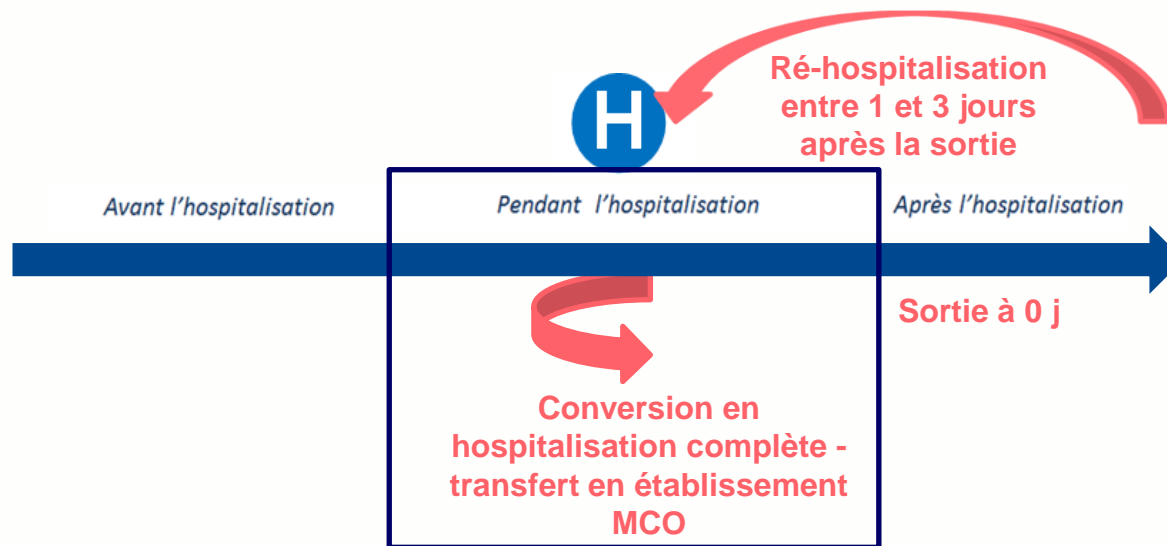 Ré-hospitalisation
entre 1 et 3 jours
après la sortie
H
Avant l'hospitalisation
Pendant l'hospitalisation
Après l'hospitalisation
Sortie à 0 j
Conversion en
hospitalisation complète -
transfert en établissement
MCO